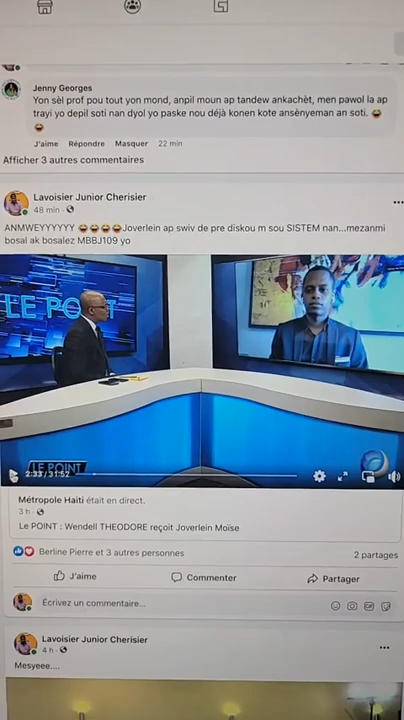 Jenny Georges
Yon sèl prof pou tout yon mond, anpil moun ap tandew ankachèt, men pawol la ap
trayi yo depil soti nan dyol yo paske nou déjà konen kote ansènyeman an soti.
J'aime Répondre Masquer 22 min
Afficher 3 autres commentaires
Lavoisier Junior Cherisier
48 min
ANMWEYYYYYY Joverlein ap swiv de pre diskou m sou SISTEM nan...mezanmi
bosal ak bosalez MBBJ109 yo
LE PO T
LE POINT
2:33 / 31:52
Métropole Haiti était en direct.
3 h
Le POINT : Wendell THEODORE reçoit Joverlein Moïse
Berline Pierre et 3 autres personnes
2 partages
J'aime Commenter Partager
Écrivez un commentaire...
Lavoisier Junior Cherisier
4 h
Mesyeee....